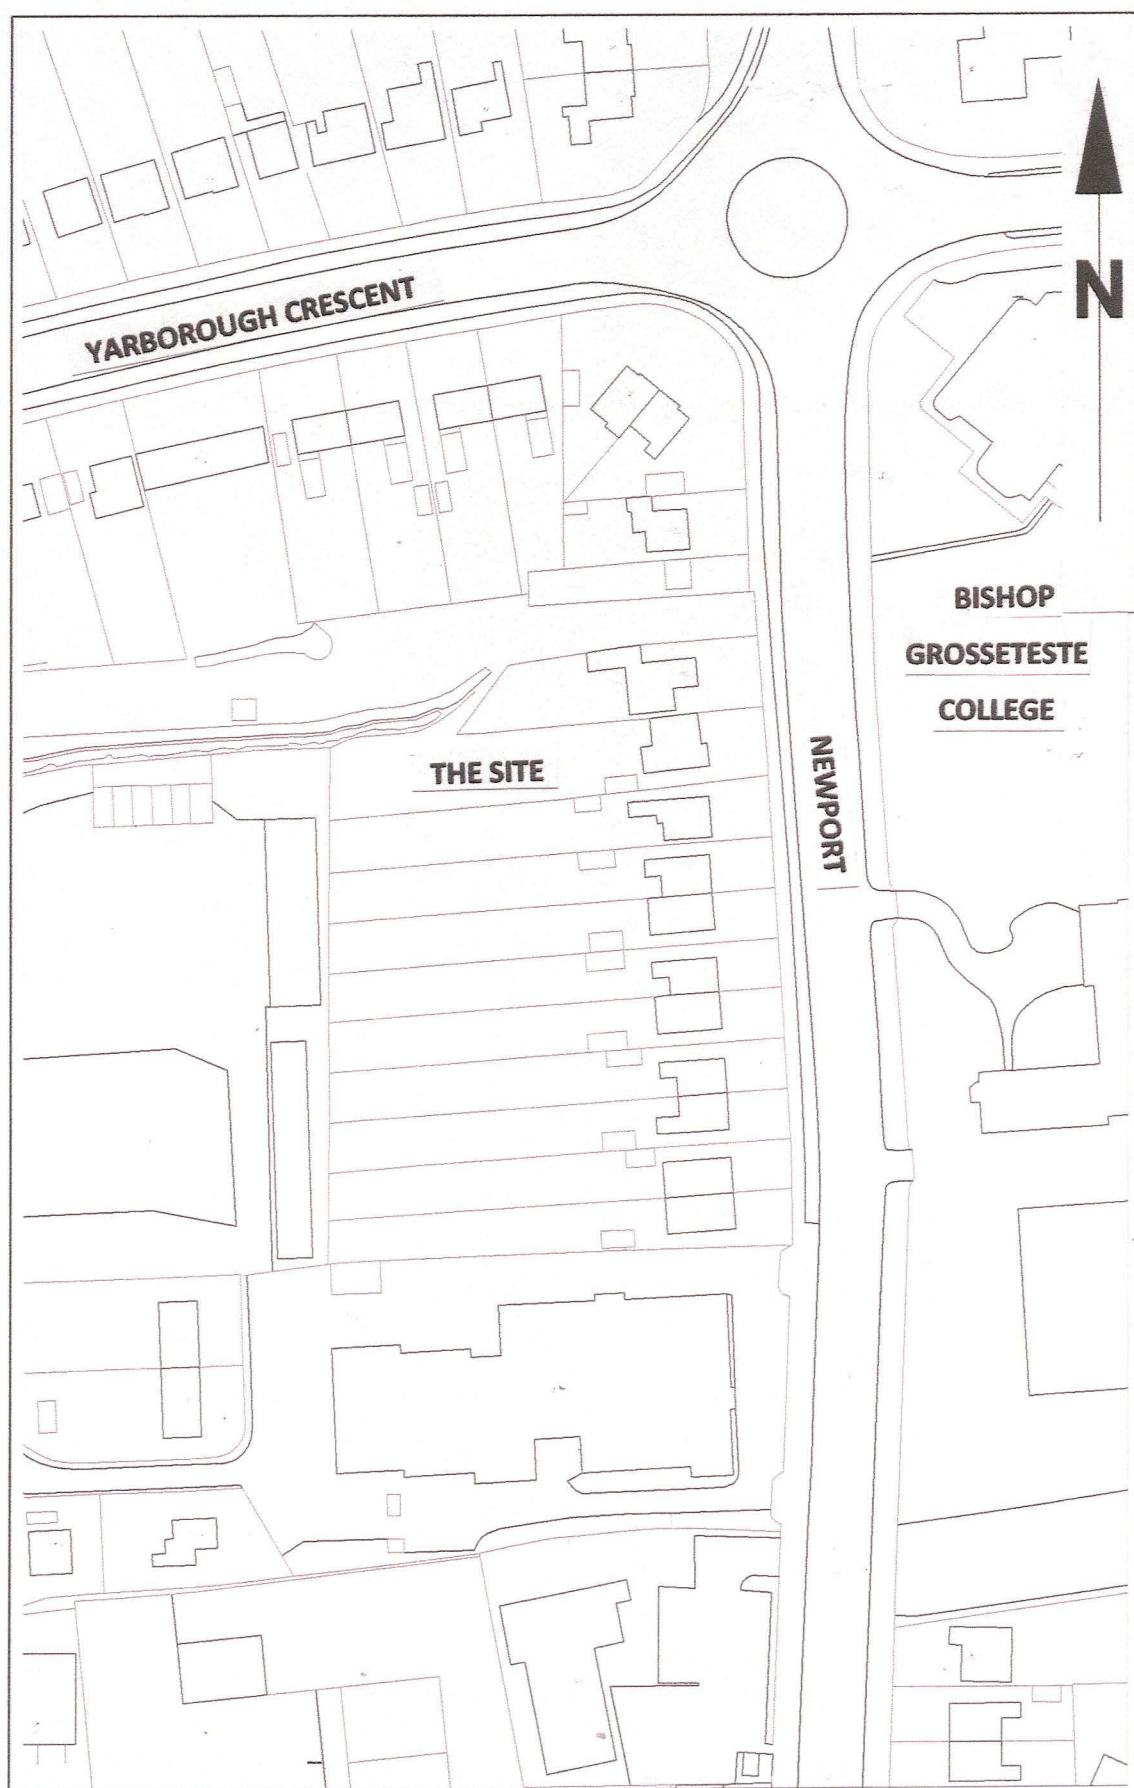 N
YARBOROUGH CRESCENT
BISHOP
GROSSETESTE
COLLEGE
NEWPORT
THE SITE